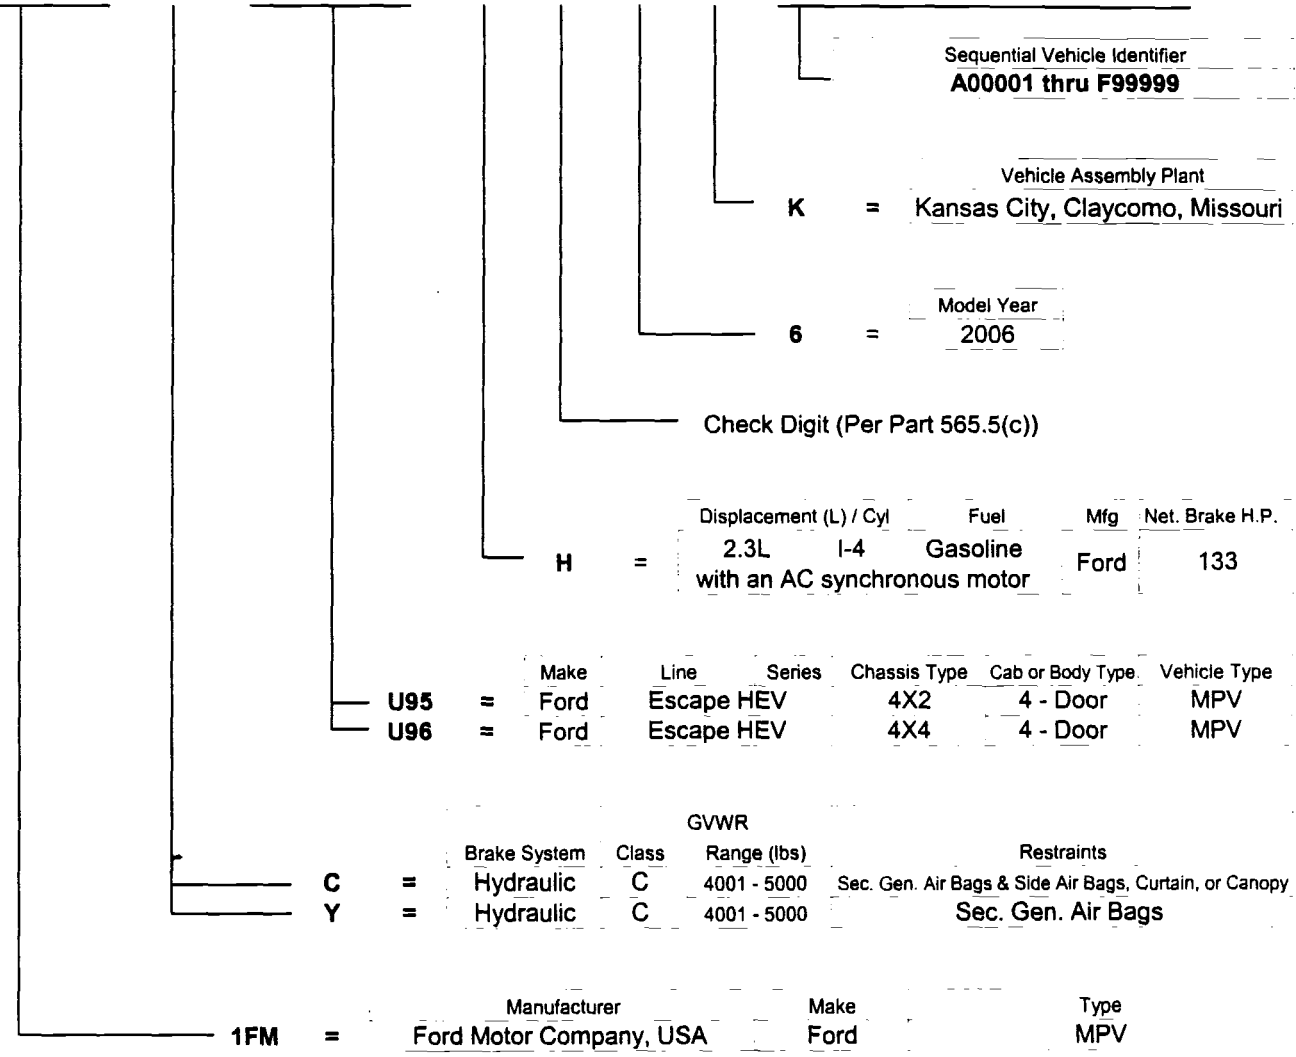 Sequential Vehicle Identifier
A00001 thru F99999
Vehicle Assembly Plant
K = Kansas City, Claycomo, Missouri
Model Year
6 = 2006
Check Digit (Per Part 565.5(c))
Displacement (L) / Cyl Fuel Mfg Net. Brake H.P.
H = 2.3L I-4 Gasoline Ford 133
with an AC synchronous motor
Make Line Series Chassis Type Cab or Body Type Vehicle Type
U95 = Ford Escape HEV 4X2 4 - Door MPV
U96 = Ford Escape HEV 4X4 4 - Door MPV
GVWR
Brake System Class Range (lbs) Restraints
C = Hydraulic C 4001 - 5000 Sec. Gen. Air Bags & Side Air Bags, Curtain, or Canopy
Y = Hydraulic C 4001 - 5000 Sec. Gen. Air Bags
Manufacturer Make Type
1FM = Ford Motor Company, USA Ford MPV